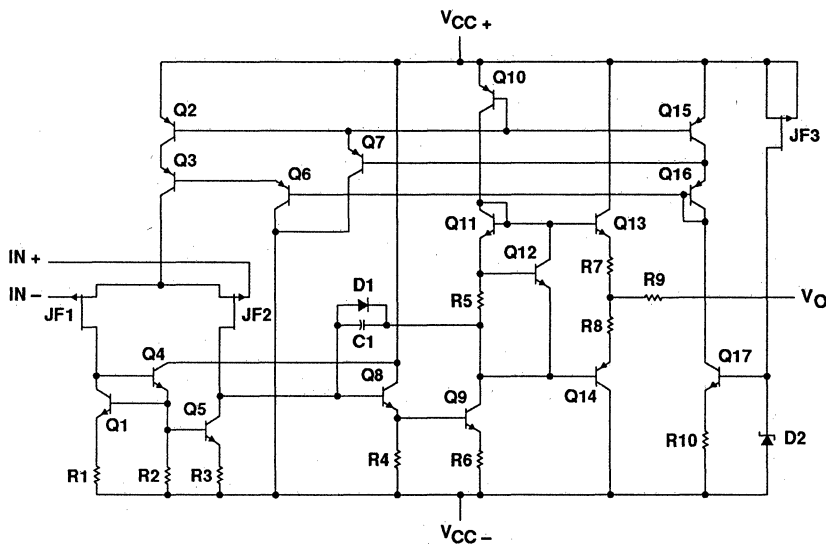 VCC+
Q10
Q2
Q15
JF3
Q7
Q3
Q6
Q16
Q11
Q13
Q12
IN+
R7
R9
IN−
D1
R5
VO
JF1
JF2
R8
C1
Q4
Q8
Q17
Q5
Q9
Q14
Q1
D2
R1
R2
R3
R4
R6
R10
VCC−